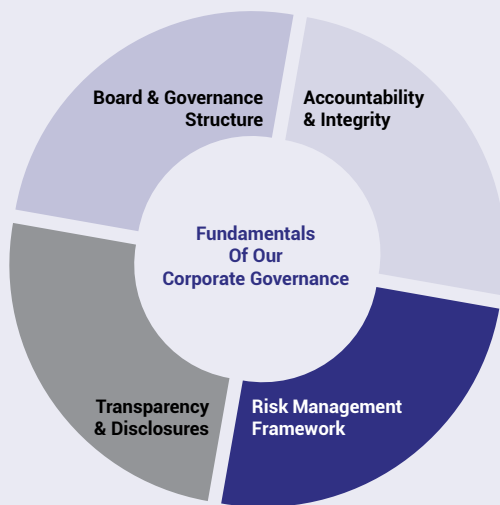 Board & Governance
Structure
Accountability
& Integrity
Fundamentals
Of Our
Corporate Governance
Transparency
& Disclosures
Risk Management
Framework